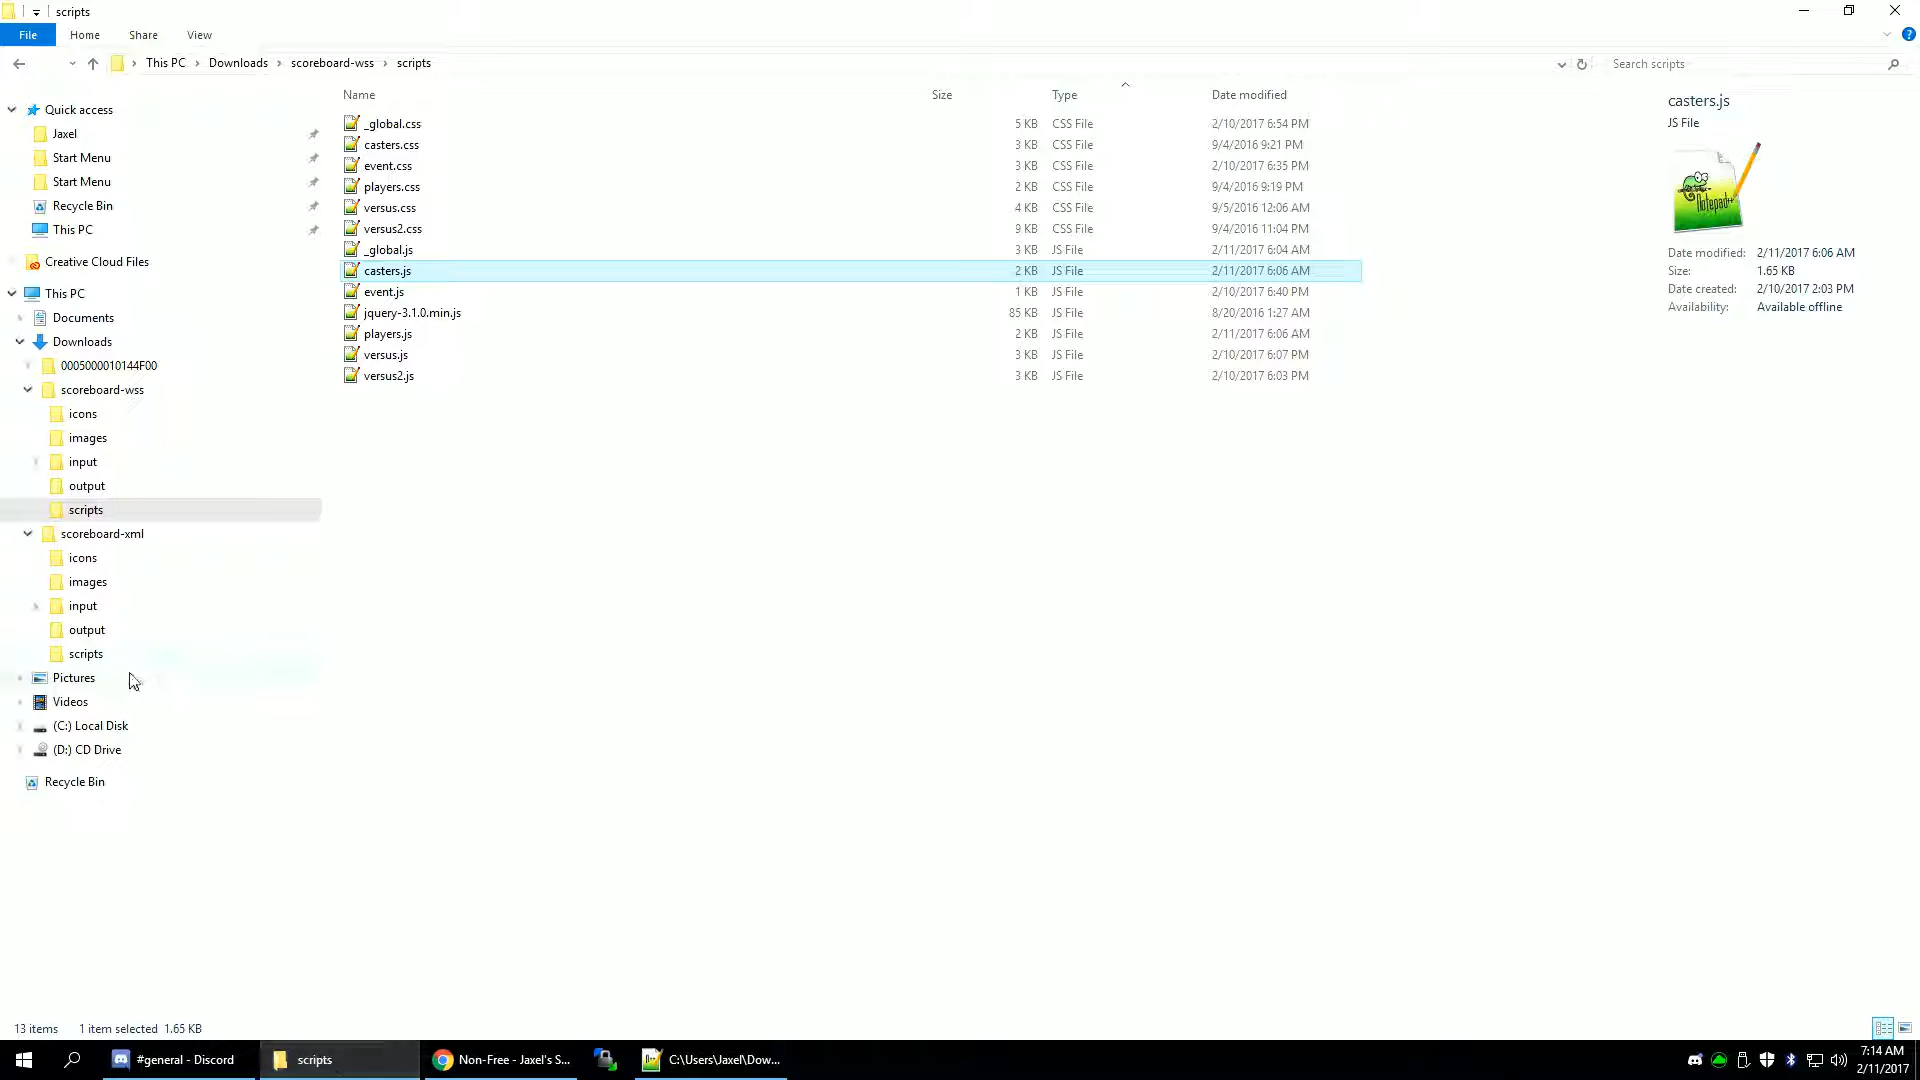 scripts
File Home Share View
This PC Downloads scoreboard-wss scripts
Search scripts
Name Size Type Date modified
Quick access
Jaxel
Start Menu
Start Menu
Recycle Bin
This PC
Creative Cloud Files
This PC
Documents
Downloads
0005000010144F00
scoreboard-wss
icons
images
input
output
scripts
scoreboard-xml
icons
images
input
output
scripts
Pictures
Videos
(C:) Local Disk
(D:) CD Drive
Recycle Bin
_global.css 5 KB CSS File 2/10/2017 6:54 PM
casters.css 3 KB CSS File 9/4/2016 9:21 PM
event.css 3 KB CSS File 2/10/2017 6:35 PM
players.css 2 KB CSS File 9/4/2016 9:19 PM
versus.css 4 KB CSS File 9/5/2016 12:06 AM
versus2.css 9 KB CSS File 9/4/2016 11:04 PM
_global.js 3 KB JS File 2/11/2017 6:04 AM
casters.js 2 KB JS File 2/11/2017 6:06 AM
event.js 1 KB JS File 2/10/2017 6:40 PM
jquery-3.1.0.min.js 85 KB JS File 8/20/2016 1:27 AM
players.js 2 KB JS File 2/11/2017 6:06 AM
versus.js 3 KB JS File 2/10/2017 6:07 PM
versus2.js 3 KB JS File 2/10/2017 6:03 PM
casters.js
JS File
Notepad++
Date modified: 2/11/2017 6:06 AM
Size: 1.65 KB
Date created: 2/10/2017 2:03 PM
Availability: Available offline
13 items 1 item selected 1.65 KB
#general - Discord scripts Non-Free - Jaxel's S... C:\Users\Jaxel\Dow...
7:14 AM
2/11/2017